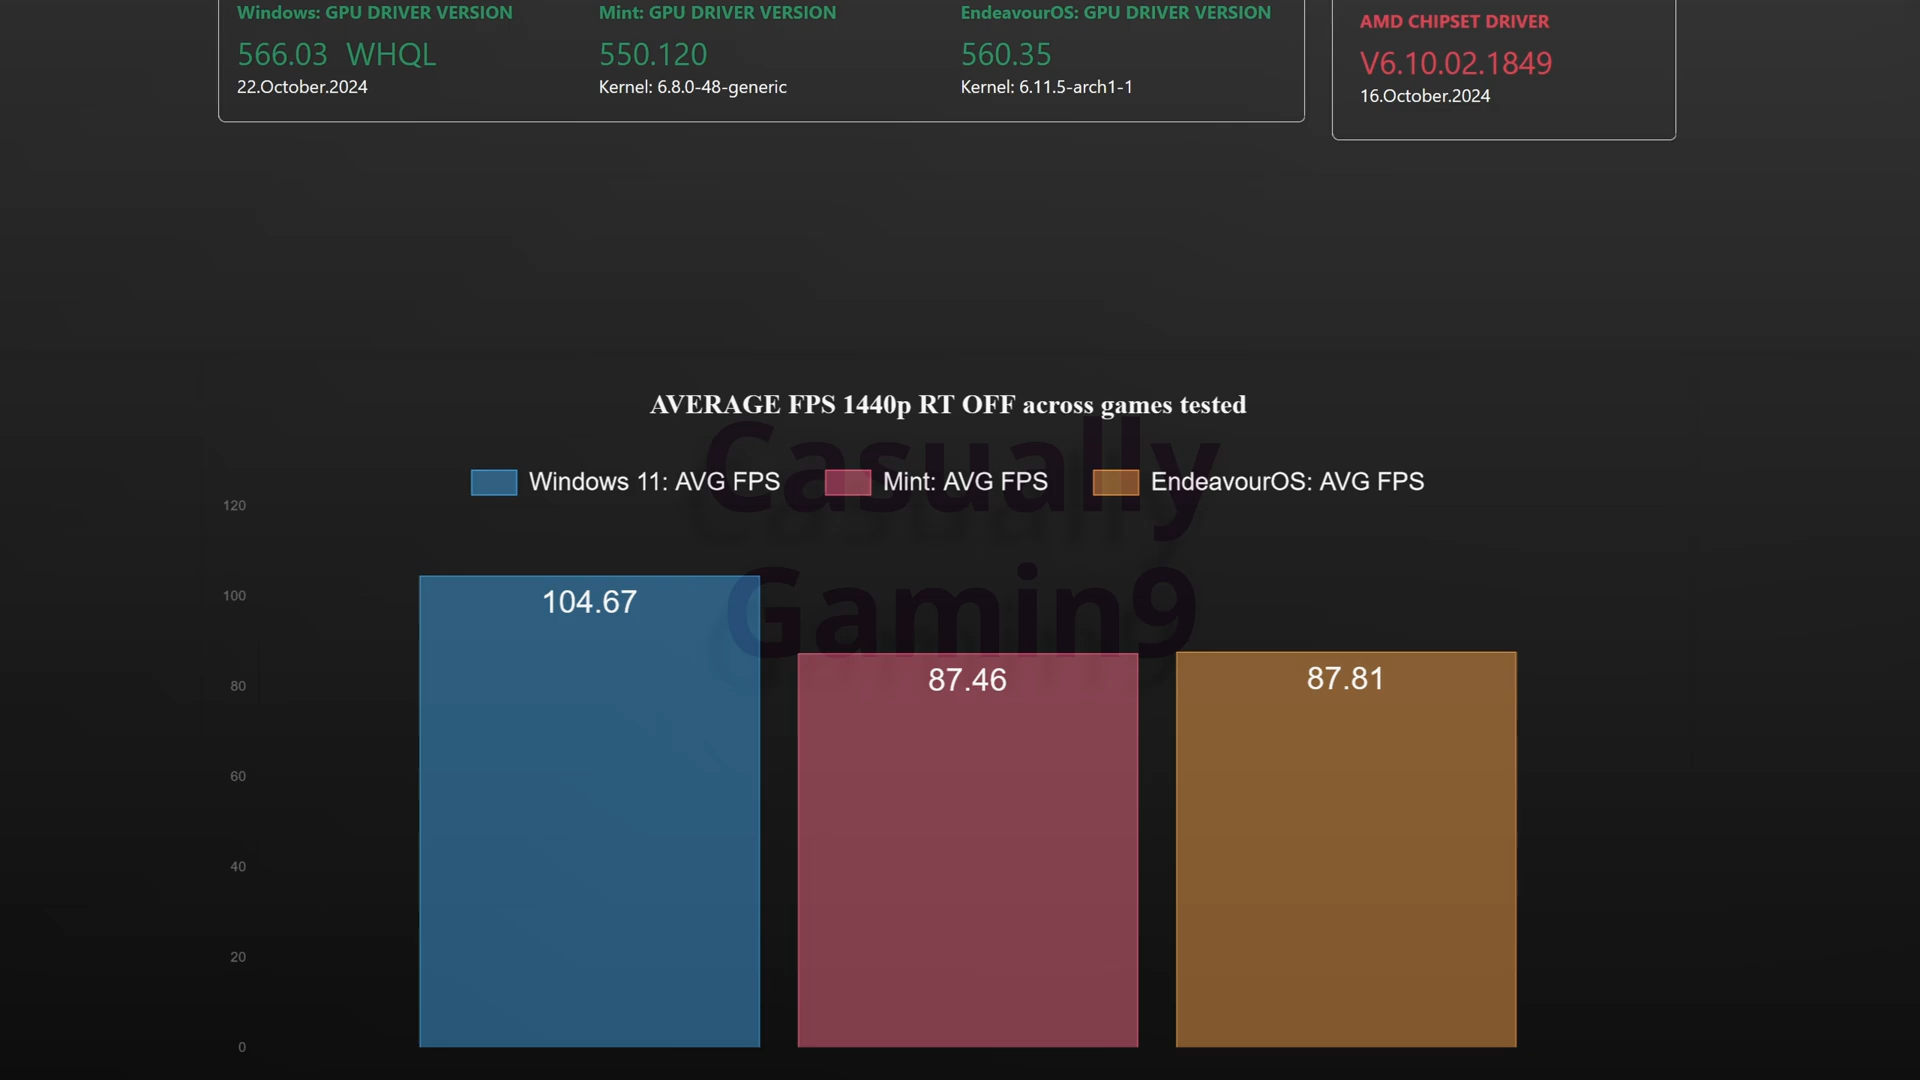 Windows: GPU DRIVER VERSION
566.03 WHQL
22.October.2024
Mint: GPU DRIVER VERSION
550.120
Kernel: 6.8.0-48-generic
EndeavourOS: GPU DRIVER VERSION
560.35
Kernel: 6.11.5-arch1-1
AMD CHIPSET DRIVER
V6.10.02.1849
16.October.2024
AVERAGE FPS 1440p RT OFF across games tested
Casually
Gamin9
Windows 11: AVG FPS
Mint: AVG FPS
EndeavourOS: AVG FPS
120
100
80
60
40
20
0
104.67
87.46
87.81